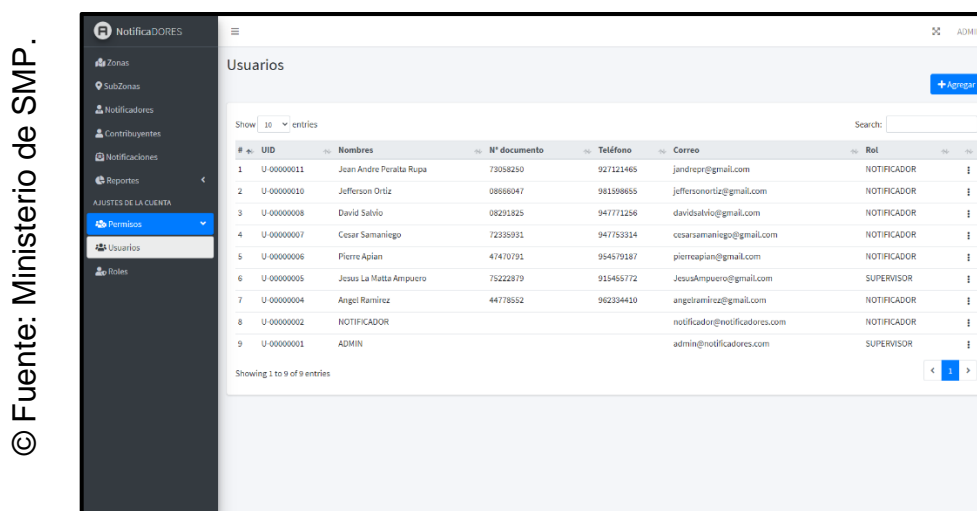 © Fuente: Ministerio de SMP.
R NotificaDORES
Zonas
SubZonas
Notificadores
Contribuyentes
Notificaciones
Reportes
AJUSTES DE LA CUENTA
Permisos
Usuarios
Roles
ADMI
Usuarios
+Agregar
Show 10 entries Search:
# UID Nombres N° documento Teléfono Correo Rol
1 U-00000011 Jean Andre Peralta Rupa 73058250 927121465 jandrepr@gmail.com NOTIFICADOR
2 U-00000010 Jefferson Ortiz 08666047 981598655 jeffersonortiz@gmail.com NOTIFICADOR
3 U-00000008 David Salvio 08291825 947771256 davidsalvio@gmail.com NOTIFICADOR
4 U-00000007 Cesar Samaniego 72335931 947753314 cesarsamaniego@gmail.com NOTIFICADOR
5 U-00000006 Pierre Apian 47470791 954579187 pierreapian@gmail.com NOTIFICADOR
6 U-00000005 Jesus La Matta Ampuero 75222879 915455772 JesusAmpuero@gmail.com SUPERVISOR
7 U-00000004 Angel Ramirez 44778552 962334410 angelramirez@gmail.com NOTIFICADOR
8 U-00000002 NOTIFICADOR notificador@notificadores.com NOTIFICADOR
9 U-00000001 ADMIN admin@notificadores.com SUPERVISOR
Showing 1 to 9 of 9 entries
< 1 >